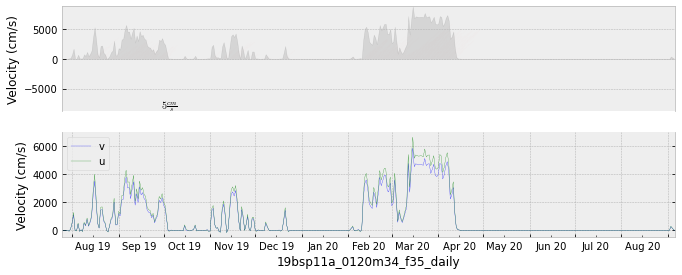 Velocity (cm/s)
5000
0
−5000
5 cm/s
Velocity (cm/s)
6000
4000
2000
0
v
u
Aug 19 Sep 19 Oct 19 Nov 19 Dec 19 Jan 20 Feb 20 Mar 20 Apr 20 May 20 Jun 20 Jul 20 Aug 20
19bsp11a_0120m34_f35_daily